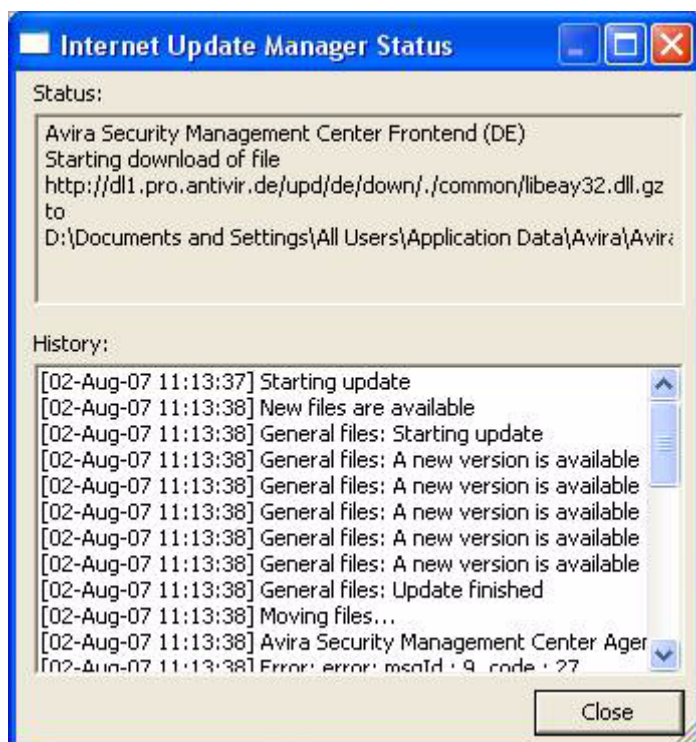 Internet Update Manager Status
Status:
Avira Security Management Center Frontend (DE)
Starting download of file
http://dl1.pro.antivir.de/upd/de/down/./common/libeay32.dll.gz
to
D:\Documents and Settings\All Users\Application Data\Avira\Avira
History:
[02-Aug-07 11:13:37] Starting update
[02-Aug-07 11:13:38] New files are available
[02-Aug-07 11:13:38] General files: Starting update
[02-Aug-07 11:13:38] General files: A new version is available
[02-Aug-07 11:13:38] General files: A new version is available
[02-Aug-07 11:13:38] General files: A new version is available
[02-Aug-07 11:13:38] General files: A new version is available
[02-Aug-07 11:13:38] General files: Update finished
[02-Aug-07 11:13:38] Moving files...
[02-Aug-07 11:13:38] Avira Security Management Center Ager
[02-Aug-07 11:13:38] Error: error: msgId : 9, code : 27
Close